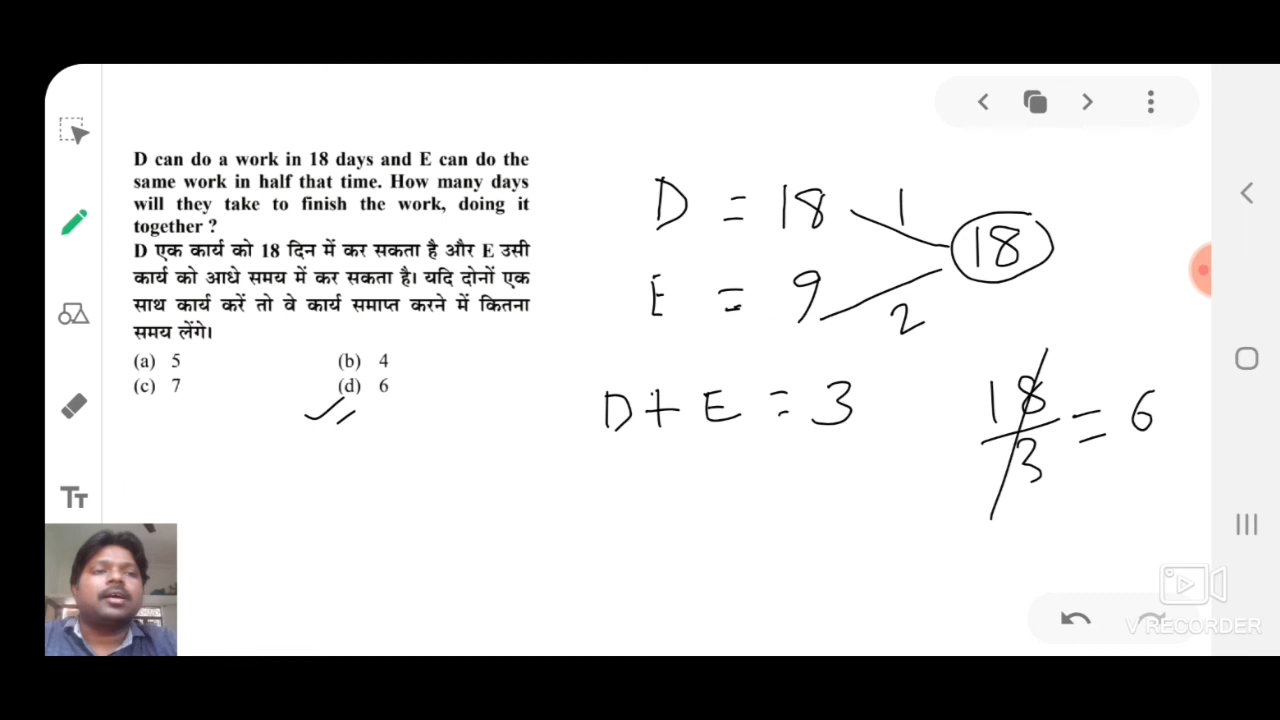 D can do a work in 18 days and E can do the
same work in half that time. How many days
will they take to finish the work, doing it
together ?
D एक कार्य को 18 दिन में कर सकता है और E उसी
कार्य को आधे समय में कर सकता है। यदि दोनों एक
साथ कार्य करें तो वे कार्य समाप्त करने में कितना
समय लेंगे।
(a) 5 (b) 4
(c) 7 (d) 6
D = 18 1
18
E = 9 2
D + E = 3
18/3 = 6
TT
V RECORDER